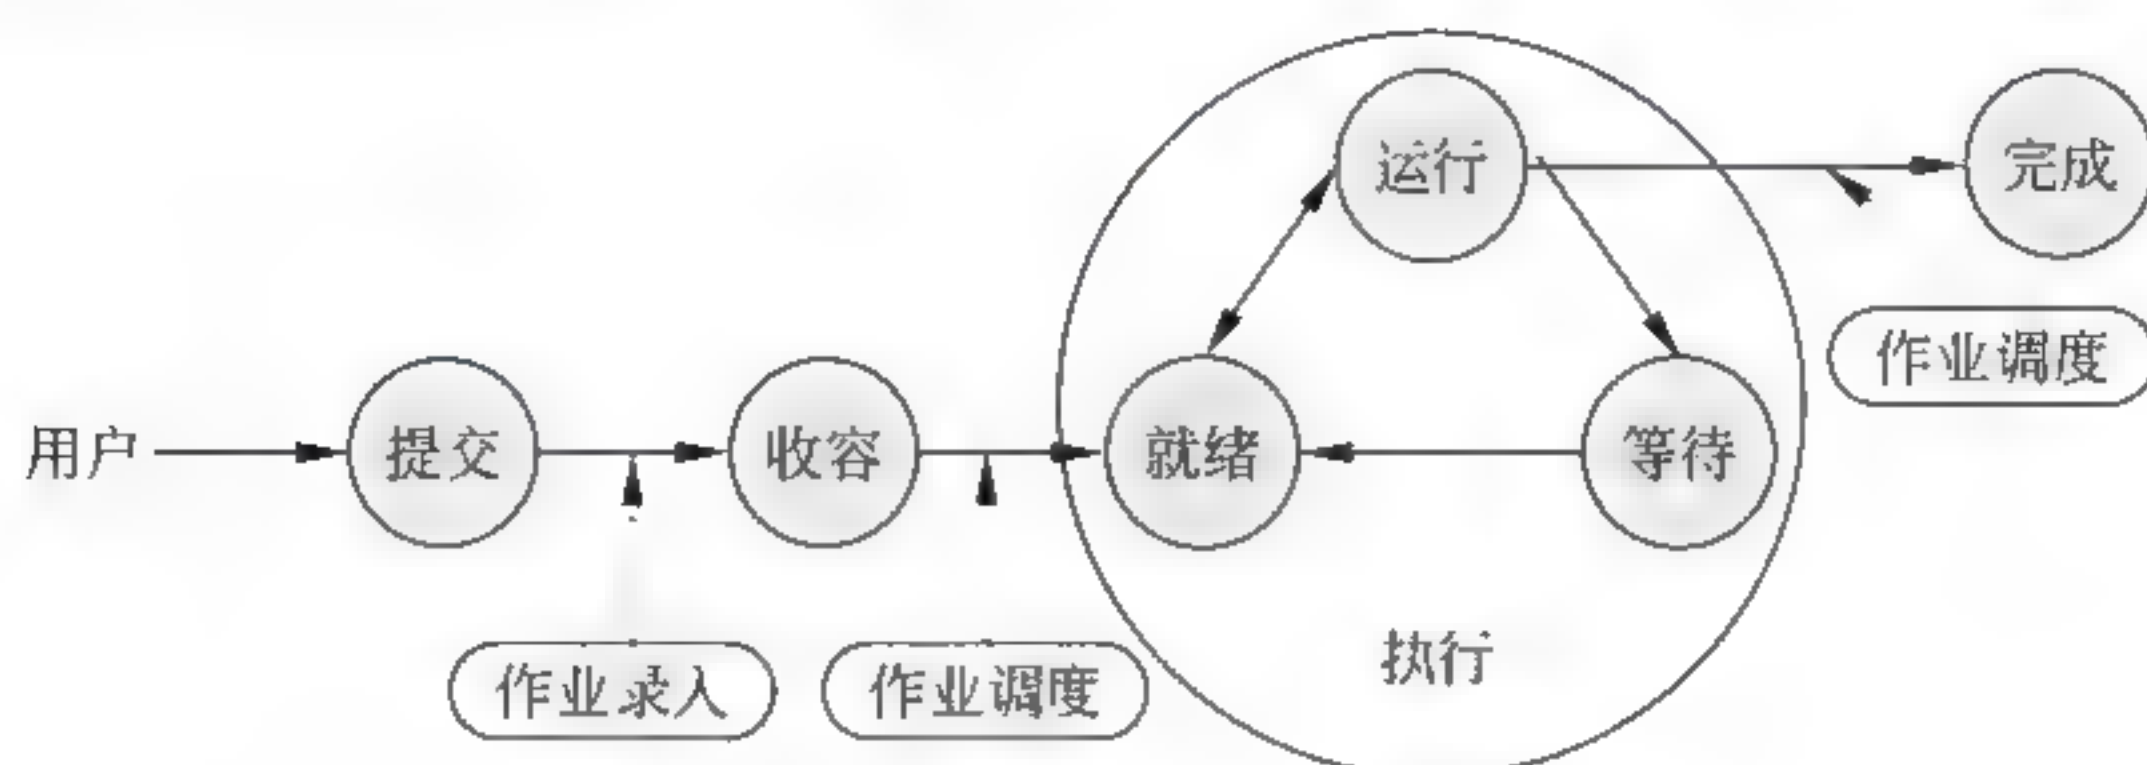 运行
完成
作业调度
用户
提交
收容
就绪
等待
执行
作业录入
作业调度